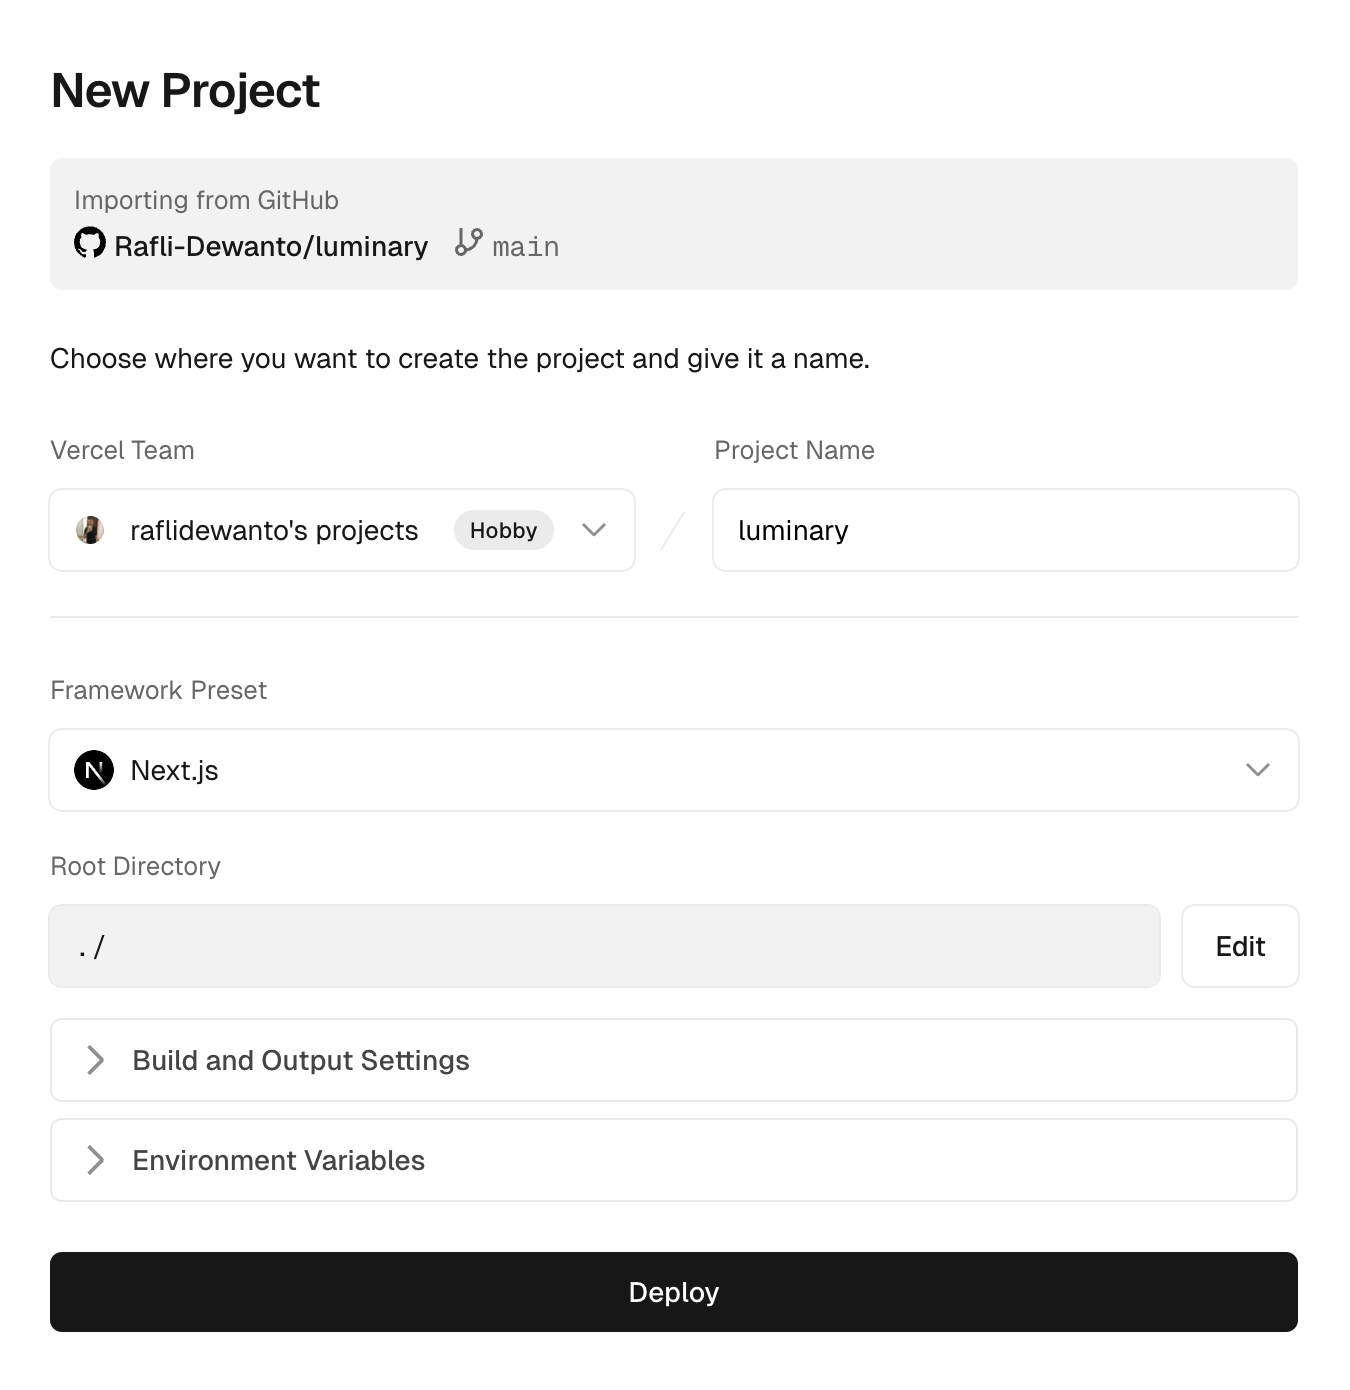 New Project
Importing from GitHub
Rafli-Dewanto/luminary main
Choose where you want to create the project and give it a name.
Vercel Team
raflidewanto's projects Hobby
/
Project Name
luminary
Framework Preset
Next.js
Root Directory
./
Edit
Build and Output Settings
Environment Variables
Deploy